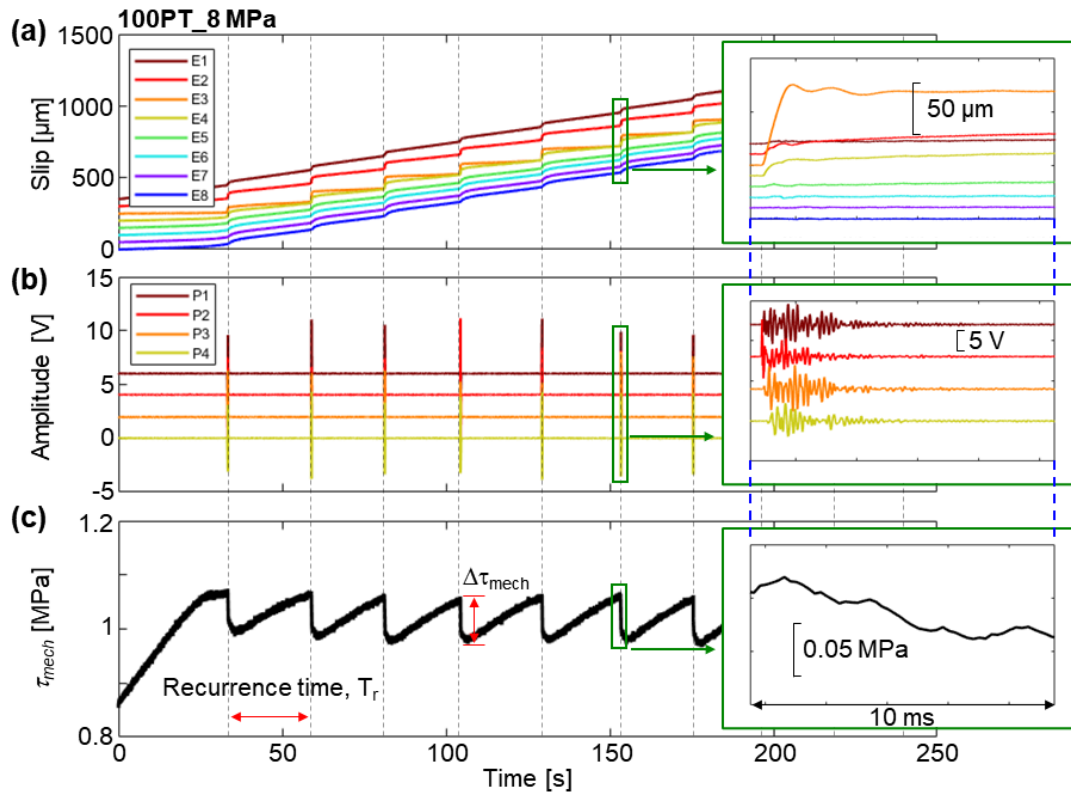 100PT_8 MPa
(a)
1500
1000
500
0
Slip [µm]
E1
E2
E3
E4
E5
E6
E7
E8
50 µm
(b)
15
10
5
0
-5
Amplitude [V]
P1
P2
P3
P4
5 V
(c)
1.2
1
0.8
τmech [MPa]
Δτmech
Recurrence time, Tr
0.05 MPa
10 ms
0 50 100 150 200 250
Time [s]